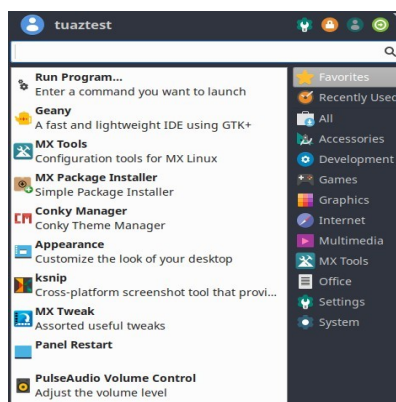 tuaztest
Run Program...
Enter a command you want to launch
Geany
A fast and lightweight IDE using GTK+
MX Tools
Configuration tools for MX Linux
MX Package Installer
Simple Package Installer
Conky Manager
Conky Theme Manager
Appearance
Customize the look of your desktop
ksnip
Cross-platform screenshot tool that provi...
MX Tweak
Assorted useful tweaks
Panel Restart
PulseAudio Volume Control
Adjust the volume level
Favorites
Recently Used
All
Accessories
Development
Games
Graphics
Internet
Multimedia
MX Tools
Office
Settings
System